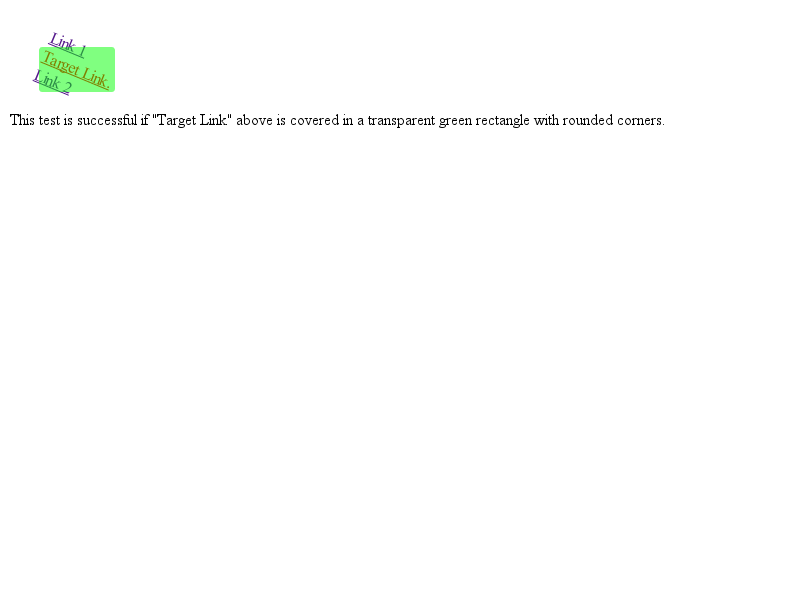 Link 1
Target Link.
Link 2
This test is successful if "Target Link" above is covered in a transparent green rectangle with rounded corners.